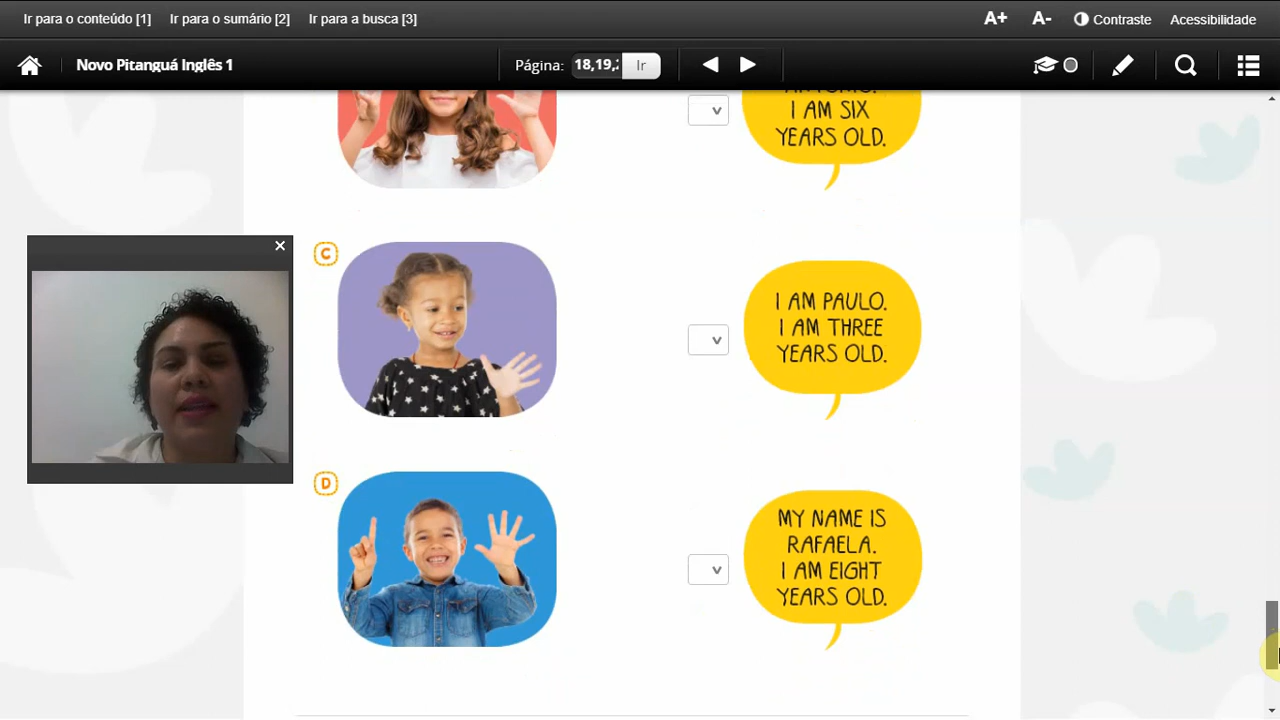 Ir para o conteúdo [1] Ir para o sumário [2] Ir para a busca [3]
A+ A- Contraste Acessibilidade
Novo Pitanguá Inglês 1
Página: 18,19, Ir
I AM SIX
YEARS OLD.
C
I AM PAULO.
I AM THREE
YEARS OLD.
D
MY NAME IS
RAFAELA.
I AM EIGHT
YEARS OLD.